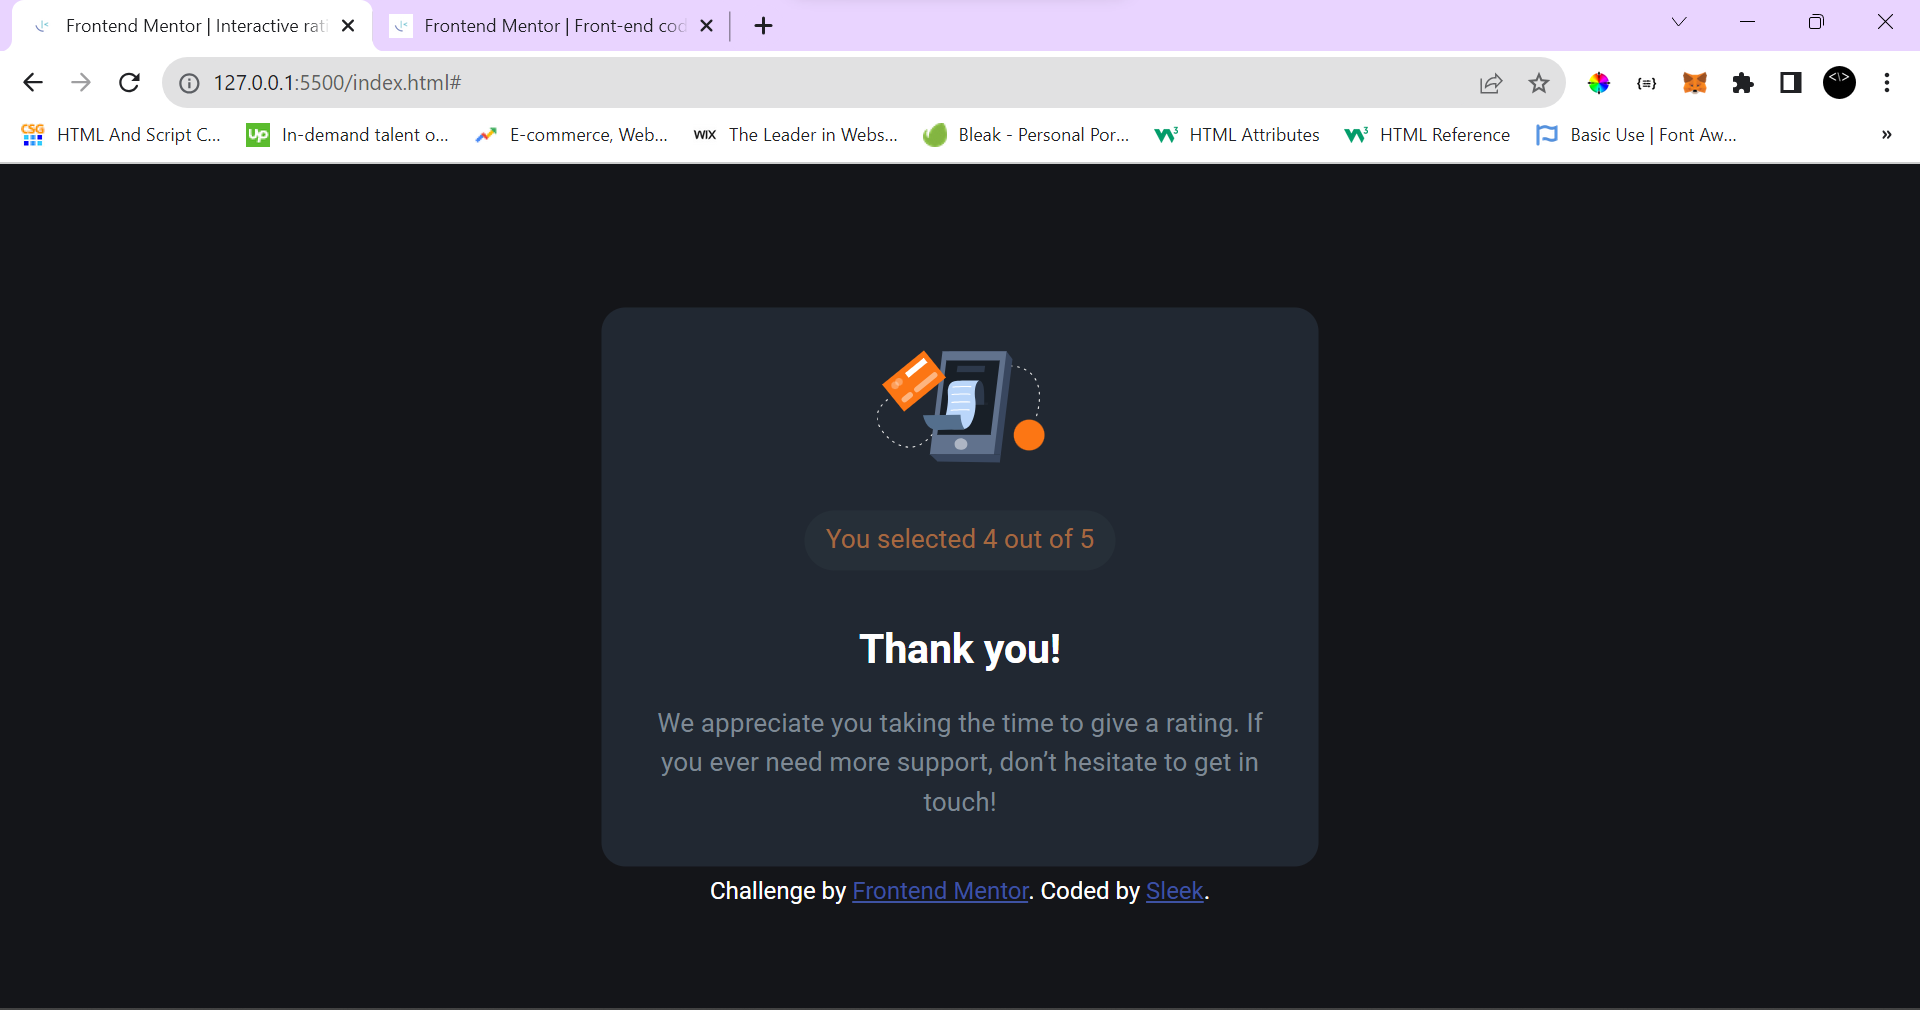 Frontend Mentor | Interactive rati
Frontend Mentor | Front-end cod
127.0.0.1:5500/index.html#
{≡}
<\>
CSG HTML And Script C...
Up In-demand talent o...
E-commerce, Web...
WIX The Leader in Webs...
Bleak - Personal Por...
W3 HTML Attributes
W3 HTML Reference
Basic Use | Font Aw...
»
You selected 4 out of 5
Thank you!
We appreciate you taking the time to give a rating. If
you ever need more support, don’t hesitate to get in
touch!
Challenge by Frontend Mentor. Coded by Sleek.